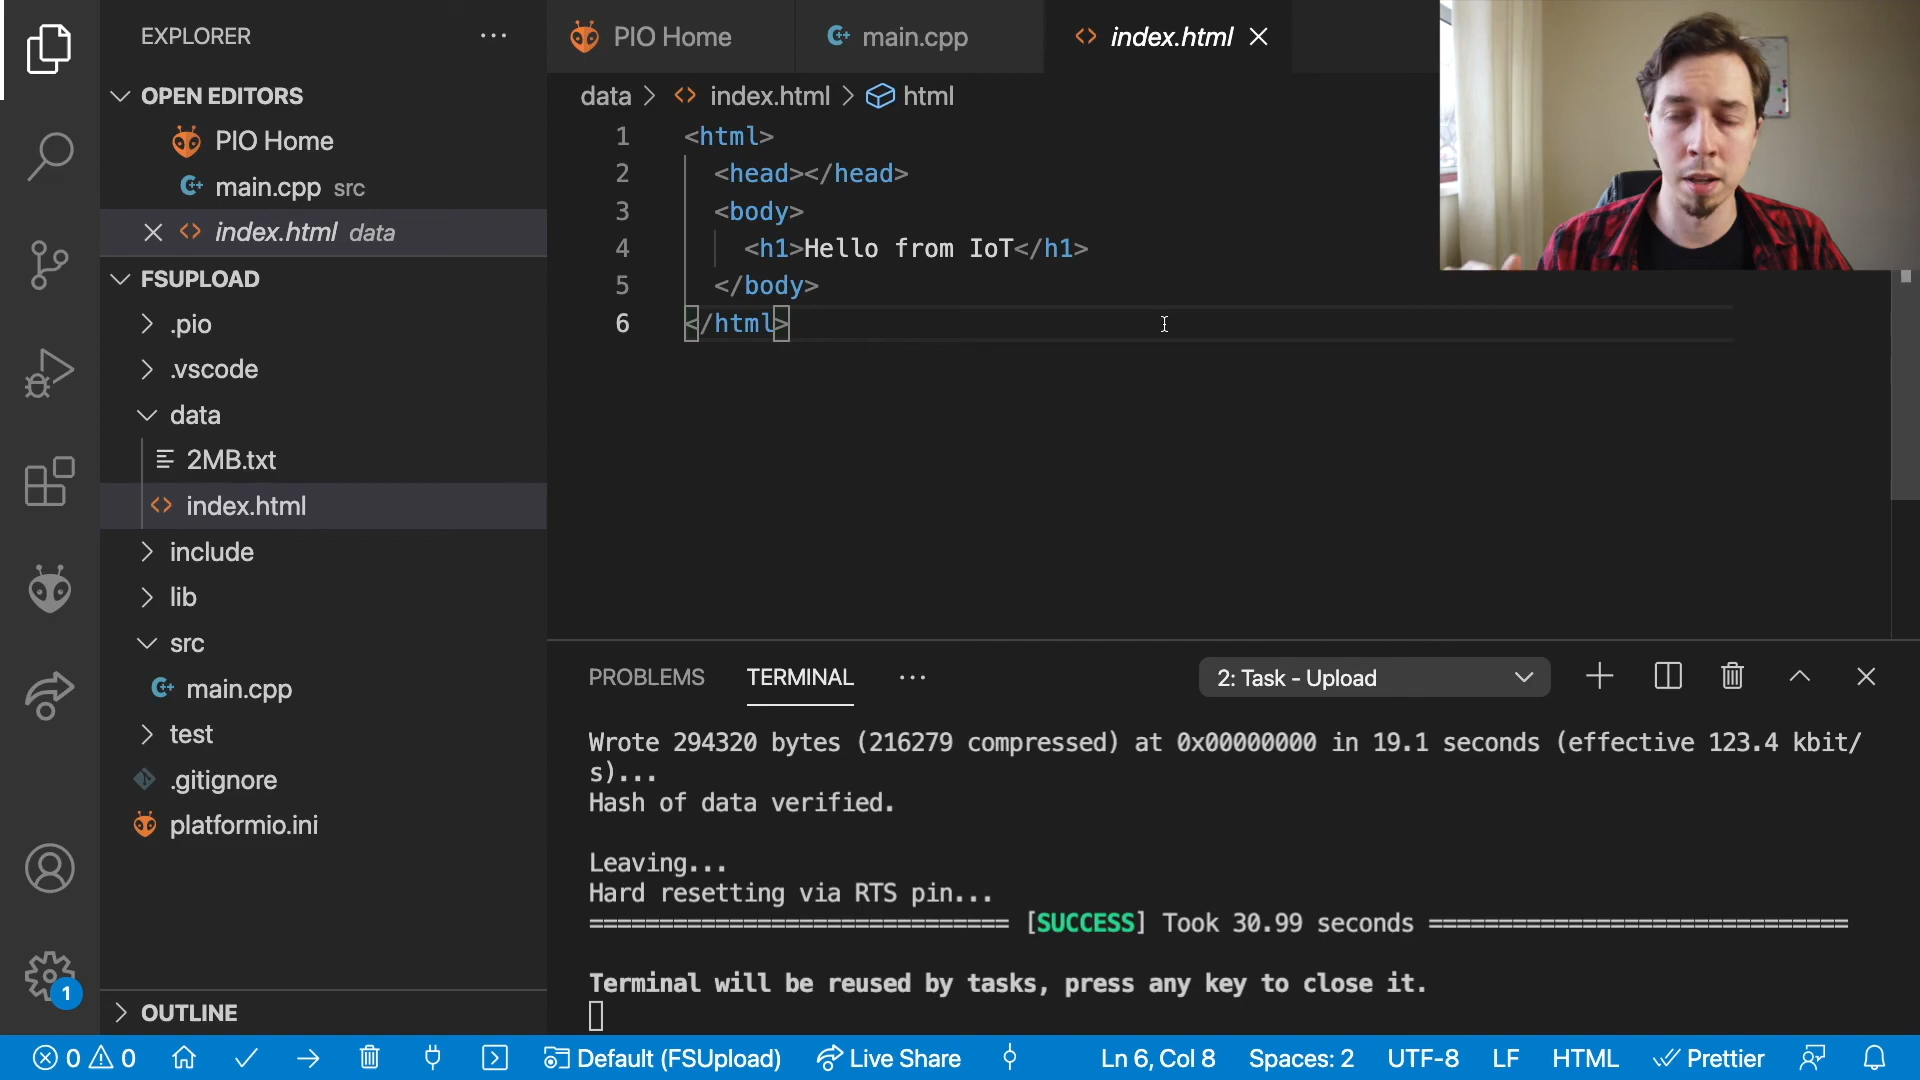 EXPLORER
OPEN EDITORS
PIO Home
main.cpp src
index.html data
FSUPLOAD
.pio
.vscode
data
2MB.txt
index.html
include
lib
src
main.cpp
test
.gitignore
platformio.ini
OUTLINE
1
PIO Home
main.cpp
index.html
data > index.html > html
1 <html>
2 <head></head>
3 <body>
4 <h1>Hello from IoT</h1>
5 </body>
6 </html>
PROBLEMS TERMINAL ... 2: Task - Upload
Wrote 294320 bytes (216279 compressed) at 0x00000000 in 19.1 seconds (effective 123.4 kbit/
s)...
Hash of data verified.
Leaving...
Hard resetting via RTS pin...
============================== [SUCCESS] Took 30.99 seconds ==============================
Terminal will be reused by tasks, press any key to close it.
0 0 Default (FSUpload) Live Share Ln 6, Col 8 Spaces: 2 UTF-8 LF HTML Prettier